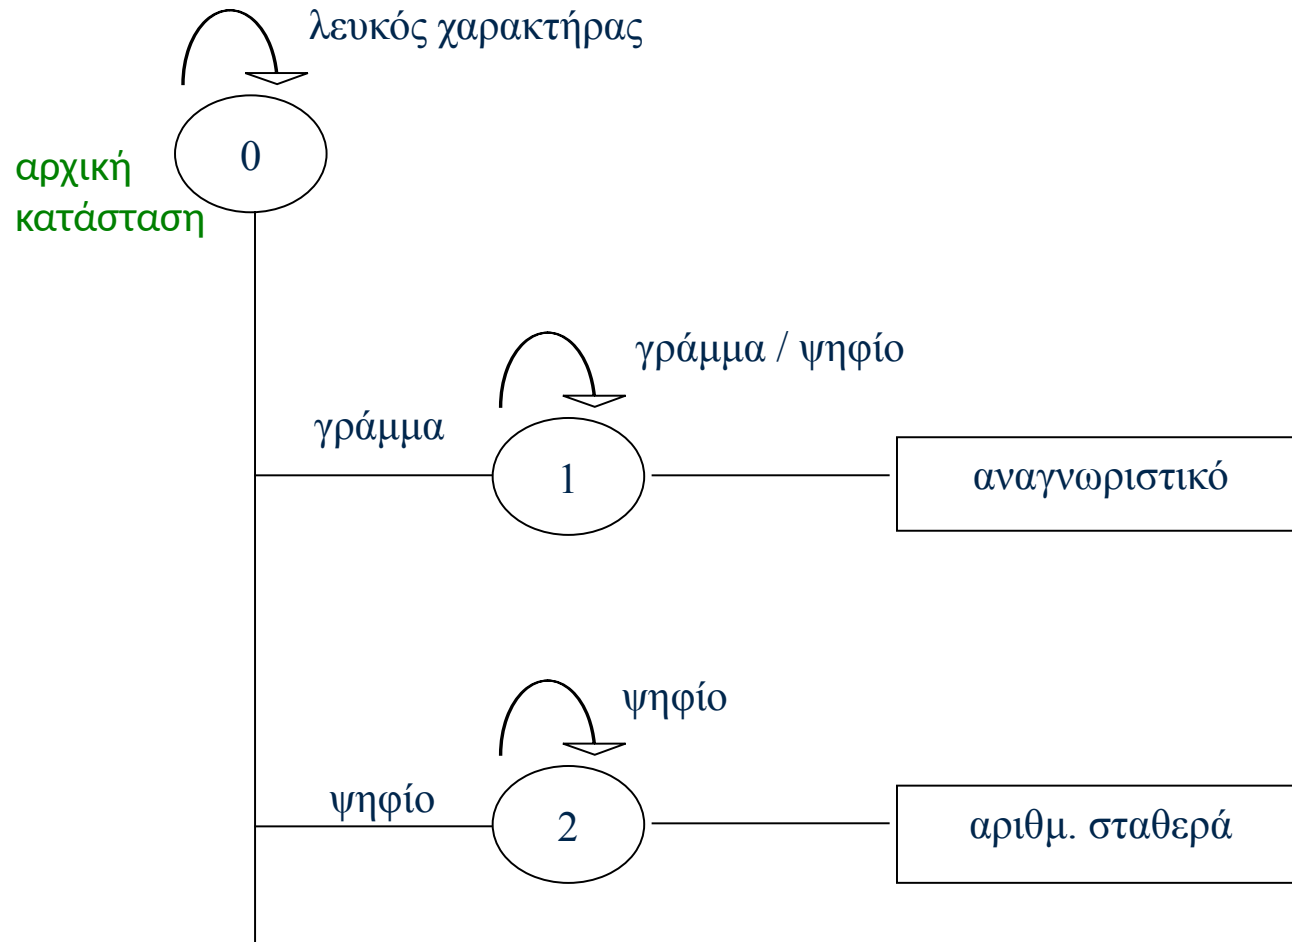 λευκός χαρακτήρας
0
αρχική
κατάσταση
γράμμα / ψηφίο
γράμμα
1
αναγνωριστικό
ψηφίο
ψηφίο
2
αριθμ. σταθερά